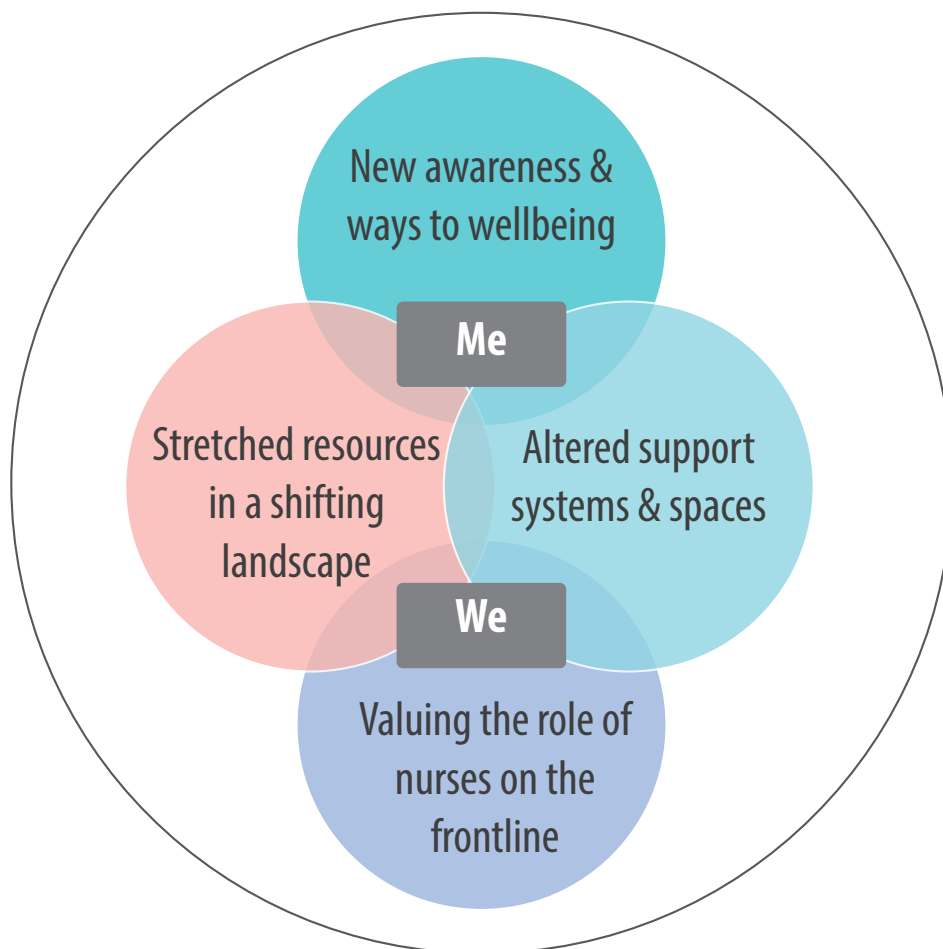 New awareness &
ways to wellbeing
Me
Stretched resources
in a shifting
landscape
Altered support
systems & spaces
We
Valuing the role of
nurses on the
frontline